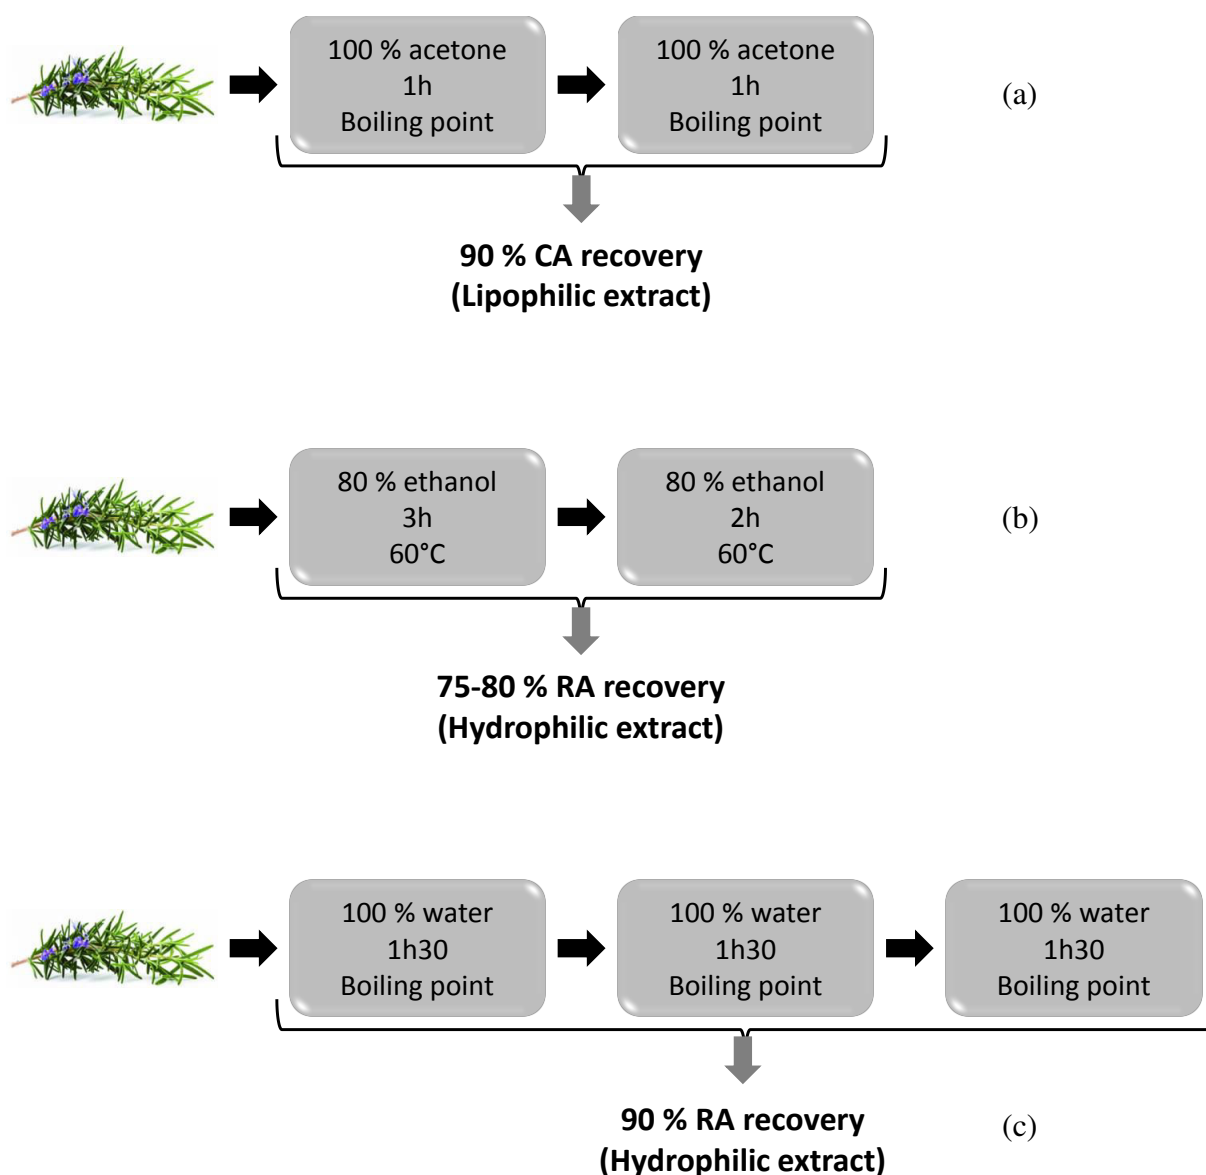 100 % acetone
1h
Boiling point
100 % acetone
1h
Boiling point
(a)
90 % CA recovery
(Lipophilic extract)
80 % ethanol
3h
60°C
80 % ethanol
2h
60°C
(b)
75-80 % RA recovery
(Hydrophilic extract)
100 % water
1h30
Boiling point
100 % water
1h30
Boiling point
100 % water
1h30
Boiling point
90 % RA recovery
(Hydrophilic extract)
(c)